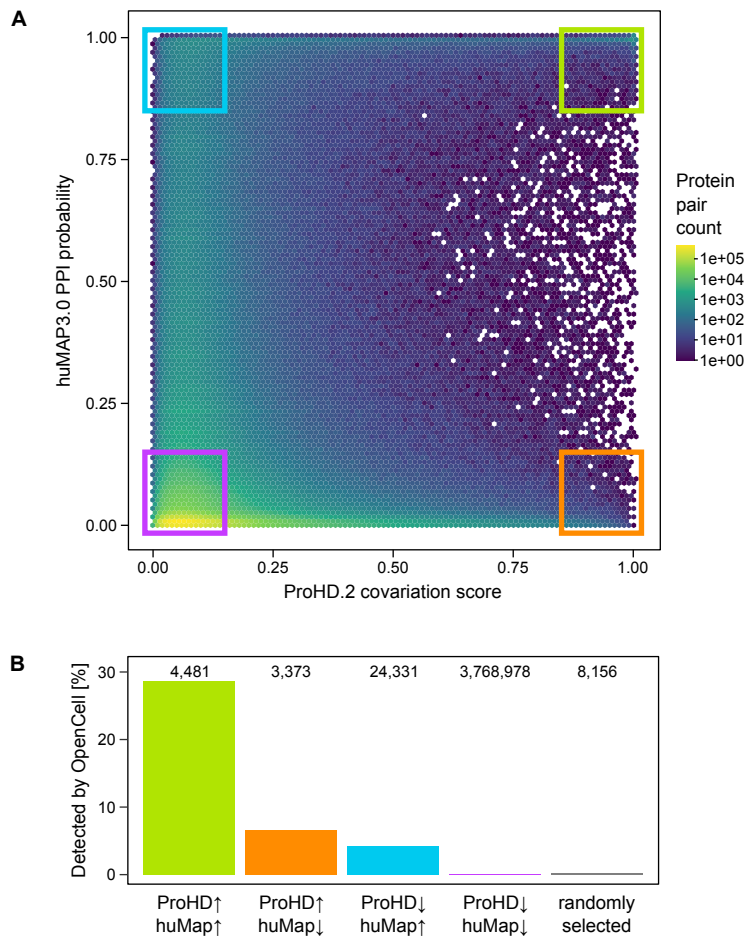 A
1.00
0.75
0.50
0.25
0.00
huMAP3.0 PPI probability
0.00 0.25 0.50 0.75 1.00
ProHD.2 covariation score
Protein
pair
count
1e+05
1e+04
1e+03
1e+02
1e+01
1e+00
B
Detected by OpenCell [%]
30
20
10
0
4,481 3,373 24,331 3,768,978 8,156
ProHD↑ ProHD↑ ProHD↓ ProHD↓ randomly
huMap↑ huMap↓ huMap↑ huMap↓ selected